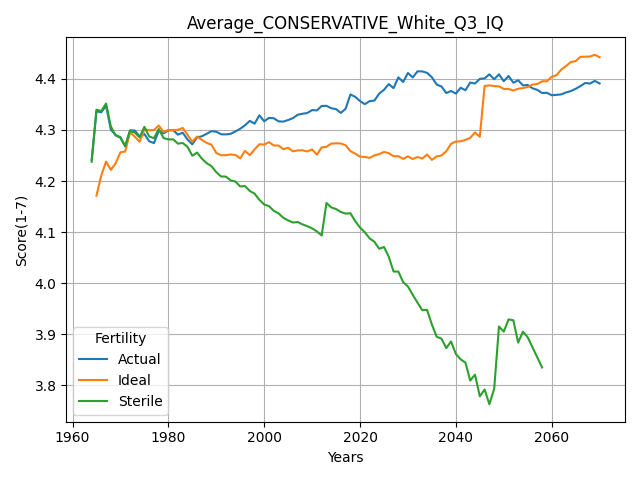 Average_CONSERVATIVE_White_Q3_IQ
Score(1-7)
4.4
4.3
4.2
4.1
4.0
3.9
3.8
Fertility
Actual
Ideal
Sterile
1960 1980 2000 2020 2040 2060
Years